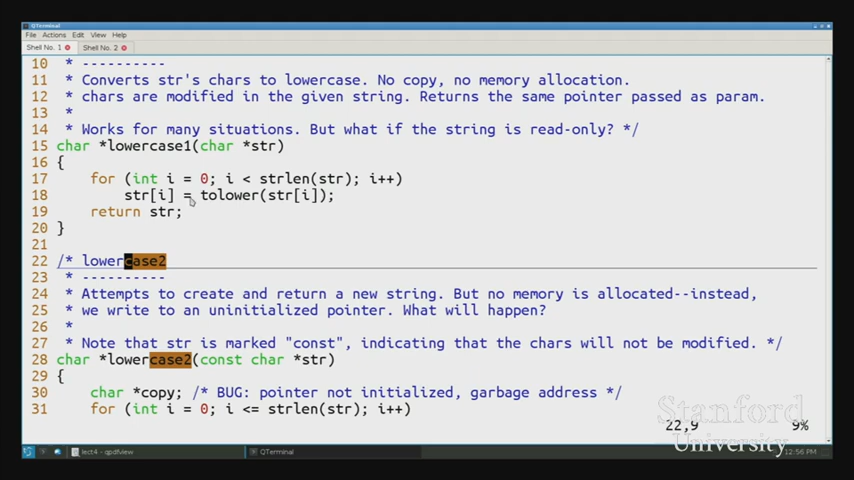 QTerminal
File Actions Edit View Help
Shell No. 1 Shell No. 2
10 * ----------
11 * Converts str's chars to lowercase. No copy, no memory allocation.
12 * chars are modified in the given string. Returns the same pointer passed as param.
13 *
14 * Works for many situations. But what if the string is read-only? */
15 char *lowercase1(char *str)
16 {
17 for (int i = 0; i < strlen(str); i++)
18 str[i] = tolower(str[i]);
19 return str;
20 }
21
22 /* lowercase2
23 * ----------
24 * Attempts to create and return a new string. But no memory is allocated--instead,
25 * we write to an uninitialized pointer. What will happen?
26 *
27 * Note that str is marked "const", indicating that the chars will not be modified. */
28 char *lowercase2(const char *str)
29 {
30 char *copy; /* BUG: pointer not initialized, garbage address */
31 for (int i = 0; i <= strlen(str); i++)
22,9 9%
Stanford
University
lect4 - qpdfview QTerminal 12:56 PM